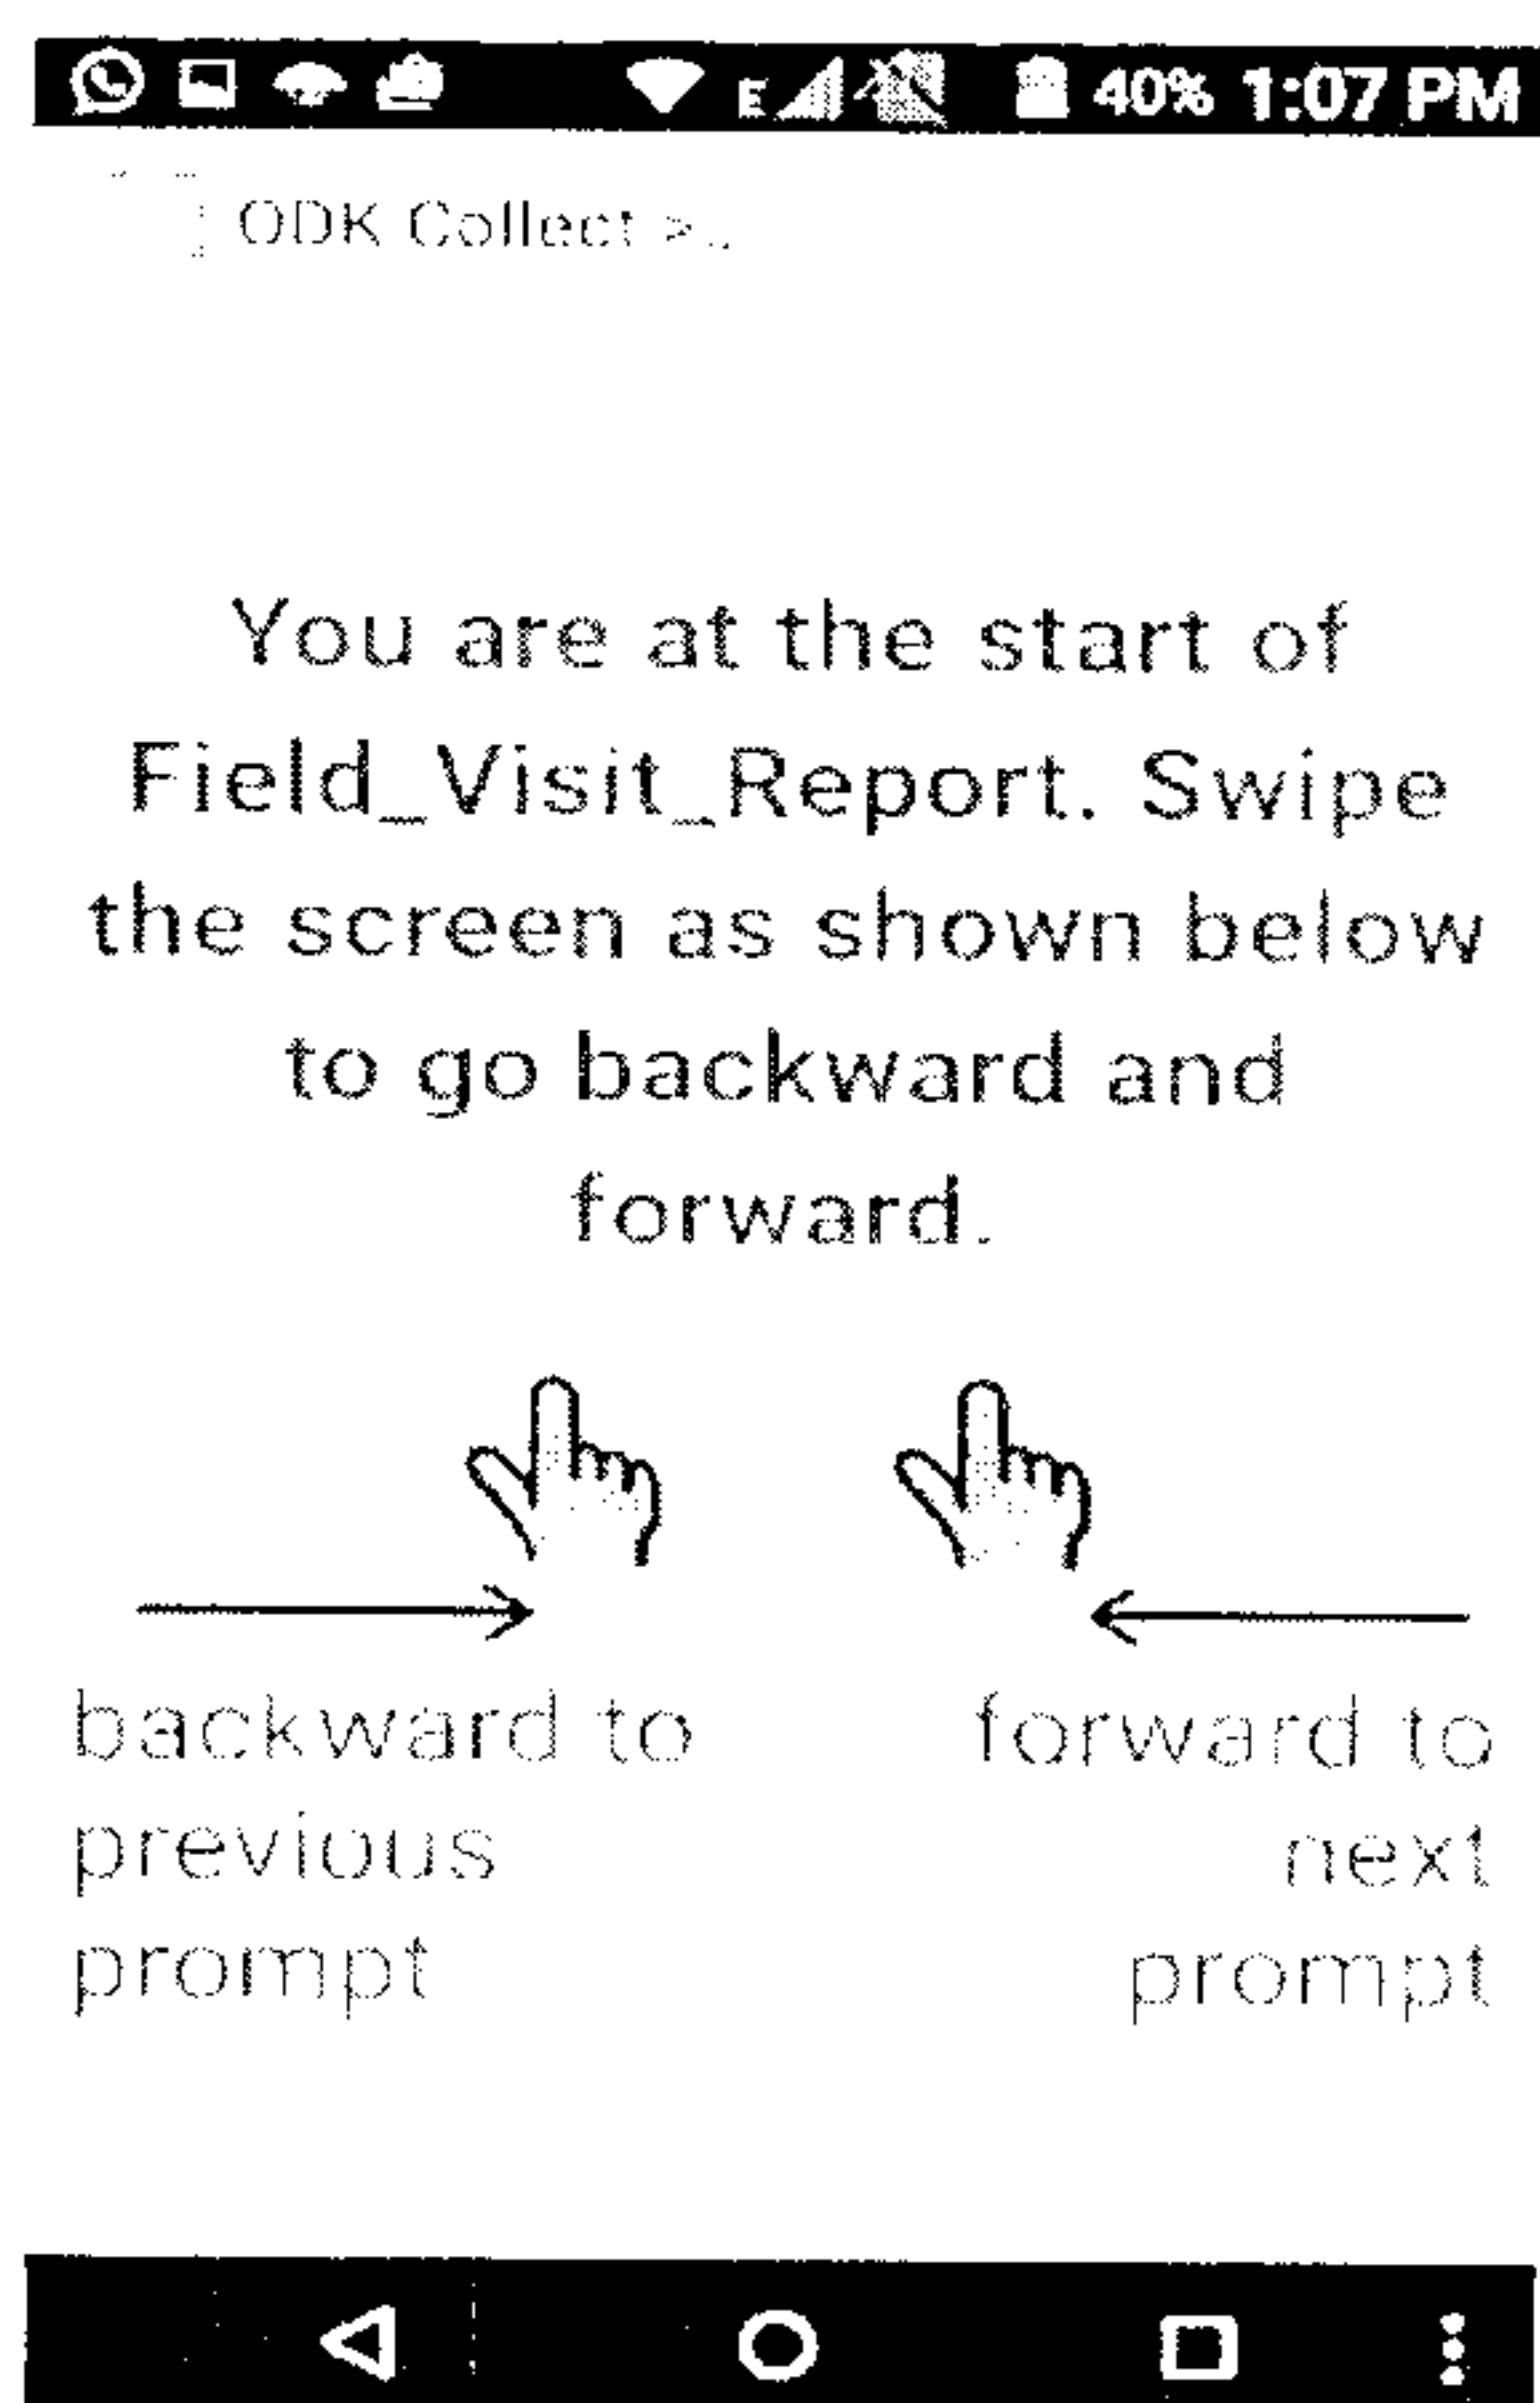 E 40% 1:07 PM
ODK Collect > ..
You are at the start of
Field_Visit_Report. Swipe
the screen as shown below
to go backward and
forward.
backward to
previous
prompt
forward to
next
prompt